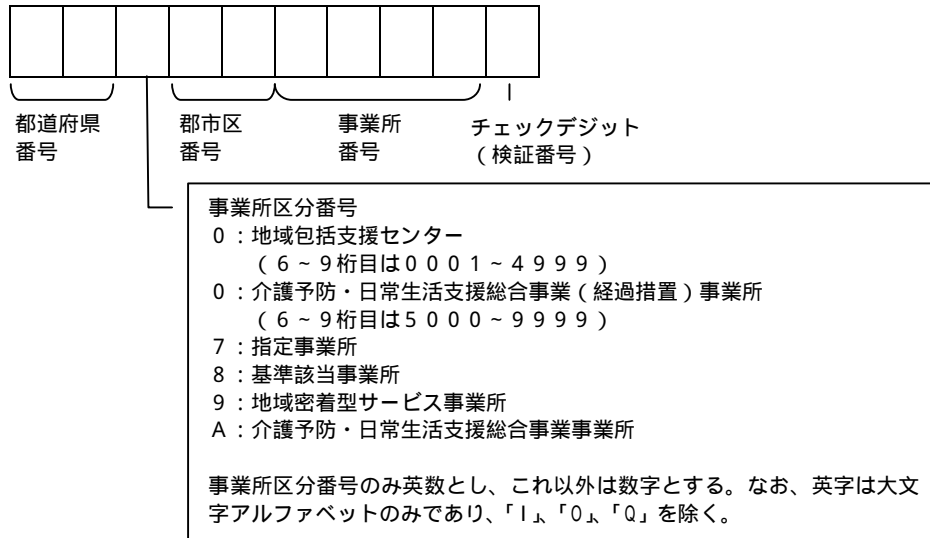 都道府県 郡市区 事業所 チェックデジット
番号 番号 番号 (検証番号)
事業所区分番号
0:地域包括支援センター
(6~9桁目は0001~4999)
0:介護予防・日常生活支援総合事業(経過措置)事業所
(6~9桁目は5000~9999)
7:指定事業所
8:基準該当事業所
9:地域密着型サービス事業所
A:介護予防・日常生活支援総合事業事業所
事業所区分番号のみ英数とし、これ以外は数字とする。なお、英字は大文
字アルファベットのみであり、「I」、「O」、「Q」を除く。